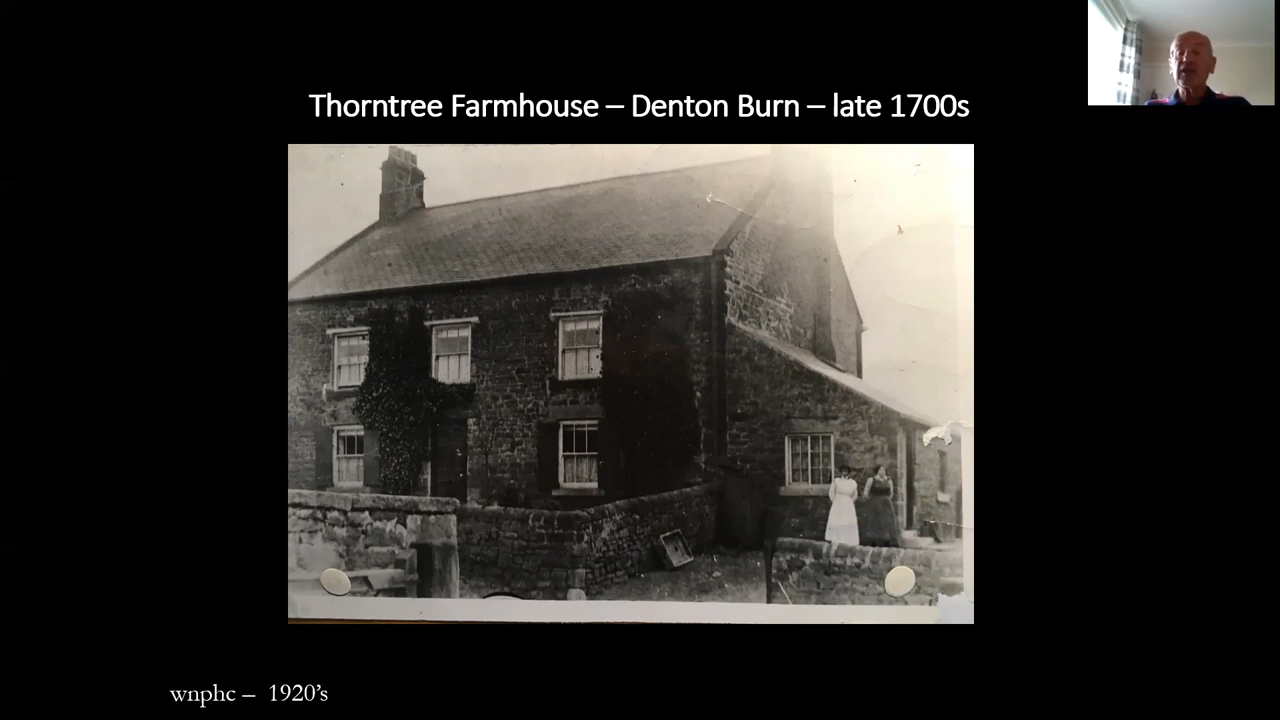 Thorntree Farmhouse – Denton Burn – late 1700s
wnphc – 1920’s